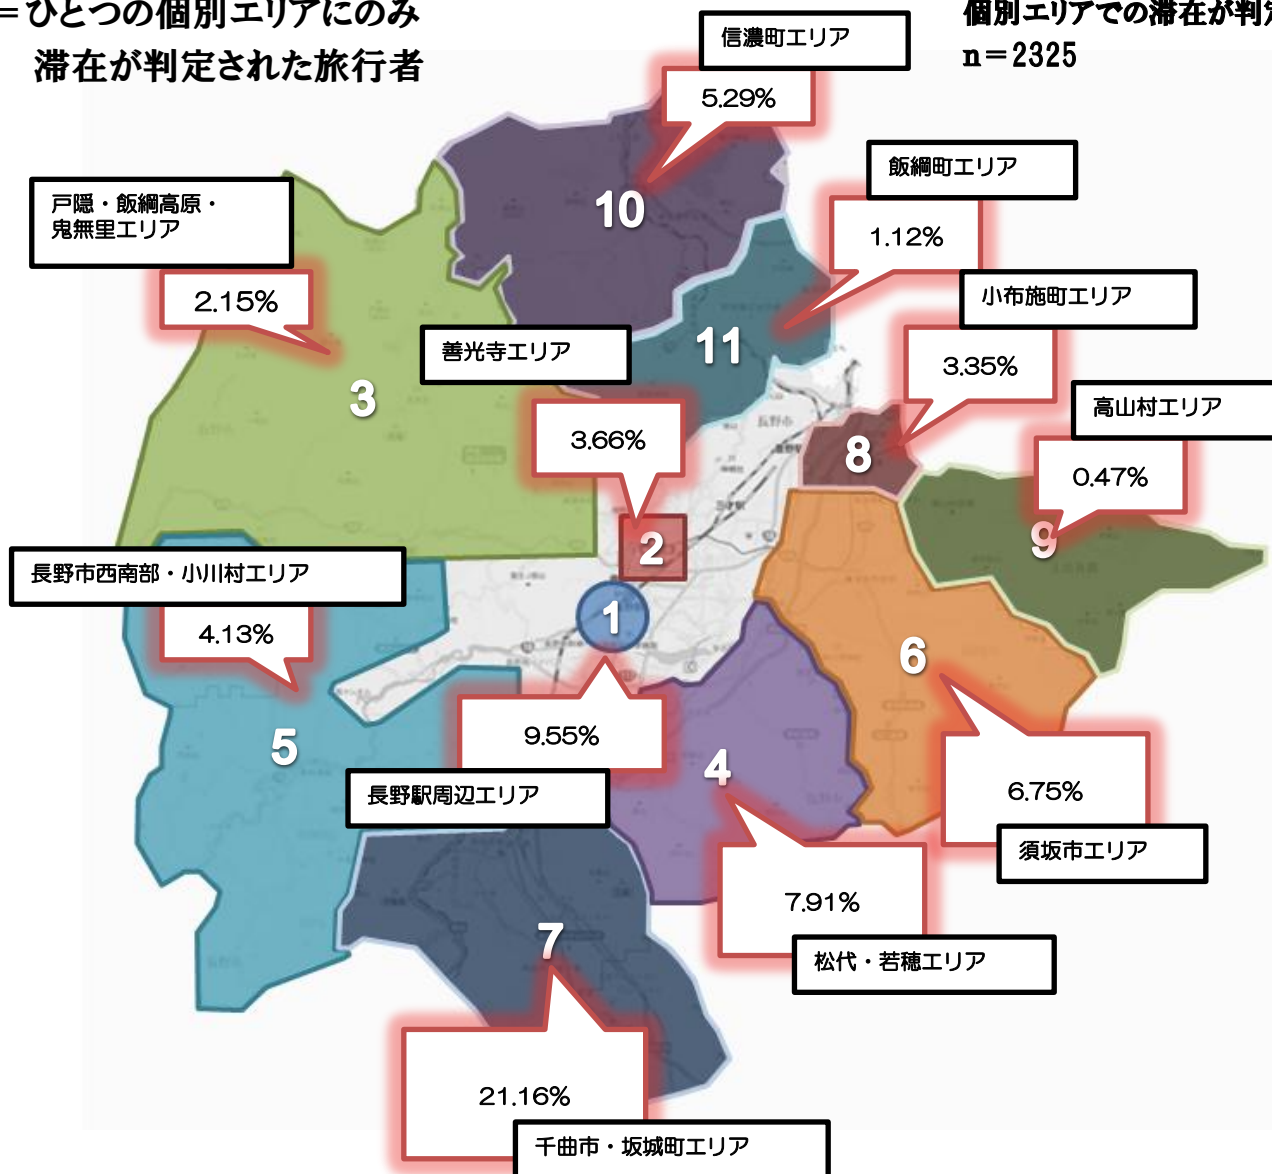 ＝ひとつの個別エリアにのみ
滞在が判定された旅行者
個別エリアでの滞在が判定
n＝2325
信濃町エリア
5.29%
10
飯綱町エリア
1.12%
11
戸隠・飯綱高原・
鬼無里エリア
2.15%
3
小布施町エリア
3.35%
8
善光寺エリア
3.66%
2
高山村エリア
0.47%
9
長野市西南部・小川村エリア
4.13%
5
1
9.55%
長野駅周辺エリア
6
6.75%
須坂市エリア
4
7.91%
松代・若穂エリア
7
21.16%
千曲市・坂城町エリア